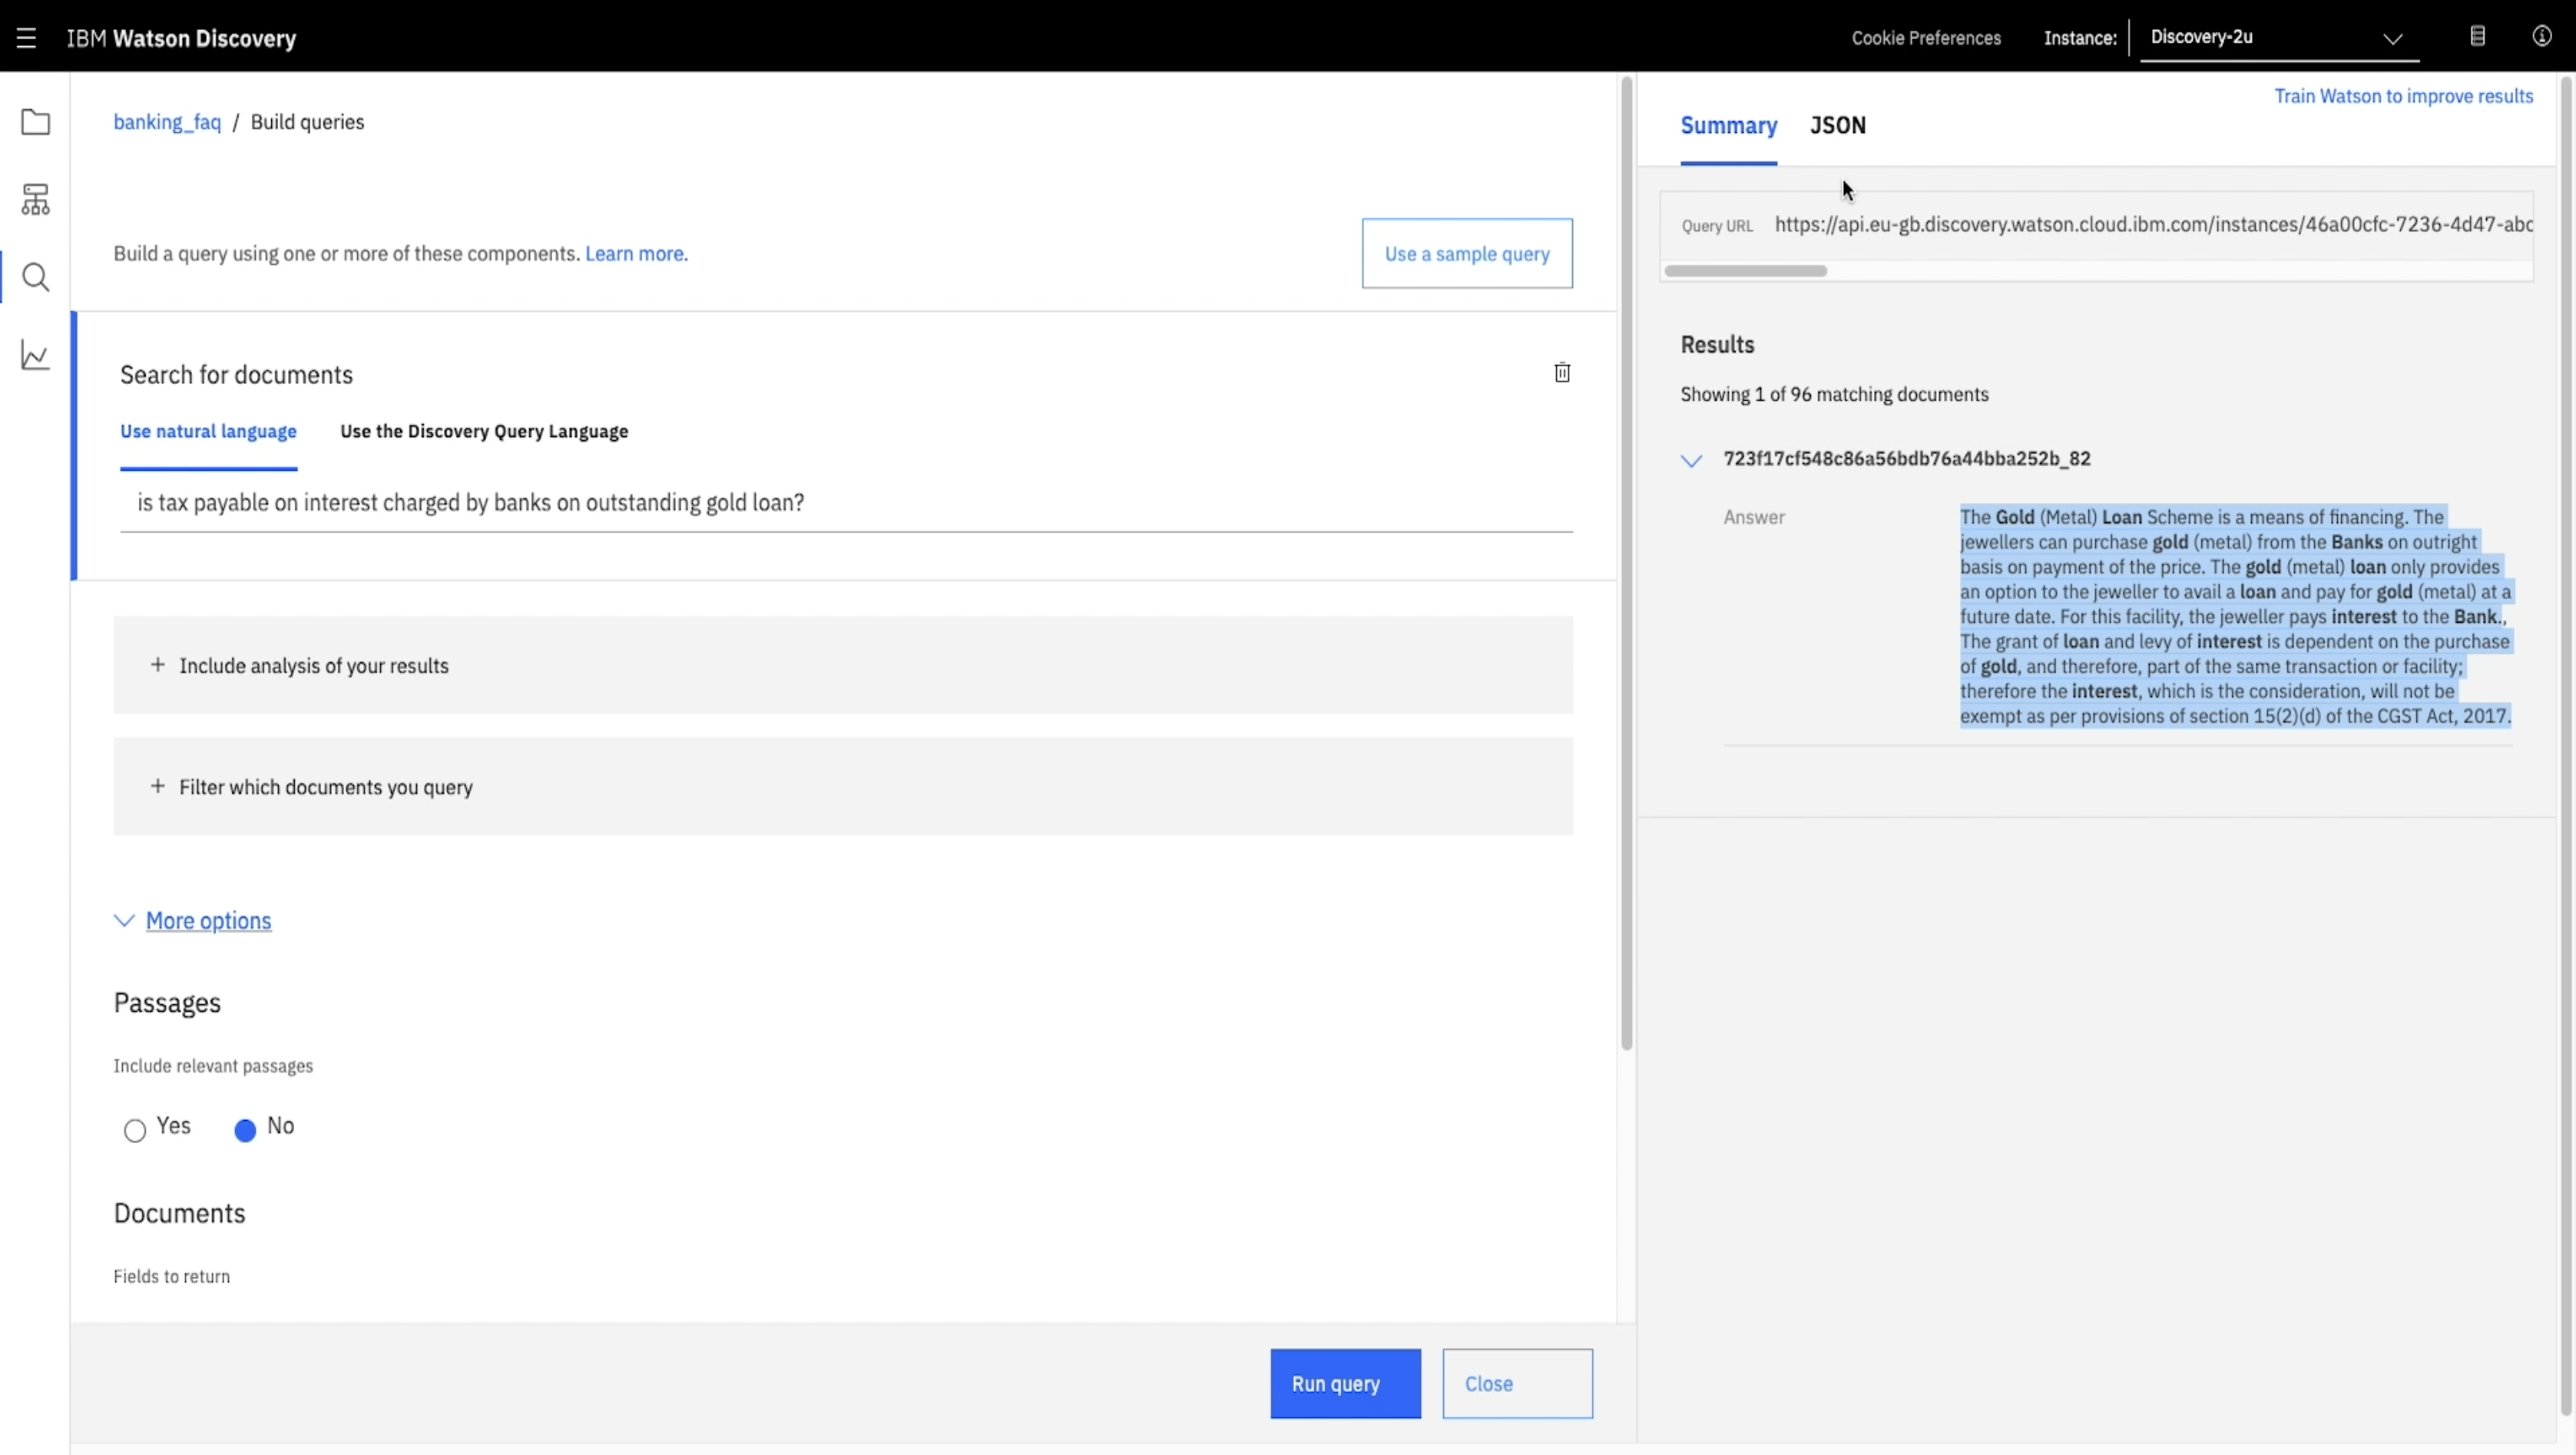 IBM Watson Discovery
Cookie Preferences
Instance:
Discovery-2u
banking_faq / Build queries
Build a query using one or more of these components. Learn more.
Use a sample query
Search for documents
Use natural language
Use the Discovery Query Language
is tax payable on interest charged by banks on outstanding gold loan?
+ Include analysis of your results
+ Filter which documents you query
More options
Passages
Include relevant passages
Yes
No
Documents
Fields to return
Run query
Close
Train Watson to improve results
Summary
JSON
Query URL https://api.eu-gb.discovery.watson.cloud.ibm.com/instances/46a00cfc-7236-4d47-abc
Results
Showing 1 of 96 matching documents
723f17cf548c86a56bdb76a44bba252b_82
Answer
The Gold (Metal) Loan Scheme is a means of financing. The
jewellers can purchase gold (metal) from the Banks on outright
basis on payment of the price. The gold (metal) loan only provides
an option to the jeweller to avail a loan and pay for gold (metal) at a
future date. For this facility, the jeweller pays interest to the Bank.,
The grant of loan and levy of interest is dependent on the purchase
of gold, and therefore, part of the same transaction or facility;
therefore the interest, which is the consideration, will not be
exempt as per provisions of section 15(2)(d) of the CGST Act, 2017.